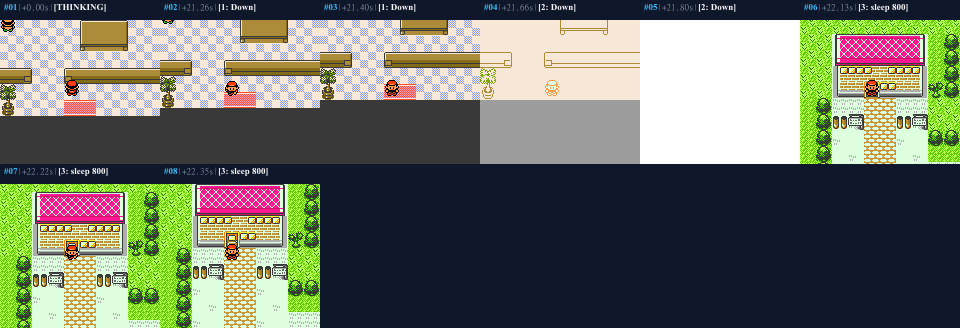 #01|+0.00s|[THINKING]
#02|+21.26s|[1: Down]
#03|+21.40s|[1: Down]
#04|+21.66s|[2: Down]
#05|+21.80s|[2: Down]
#06|+22.13s|[3: sleep 800]
#07|+22.22s|[3: sleep 800]
#08|+22.35s|[3: sleep 800]